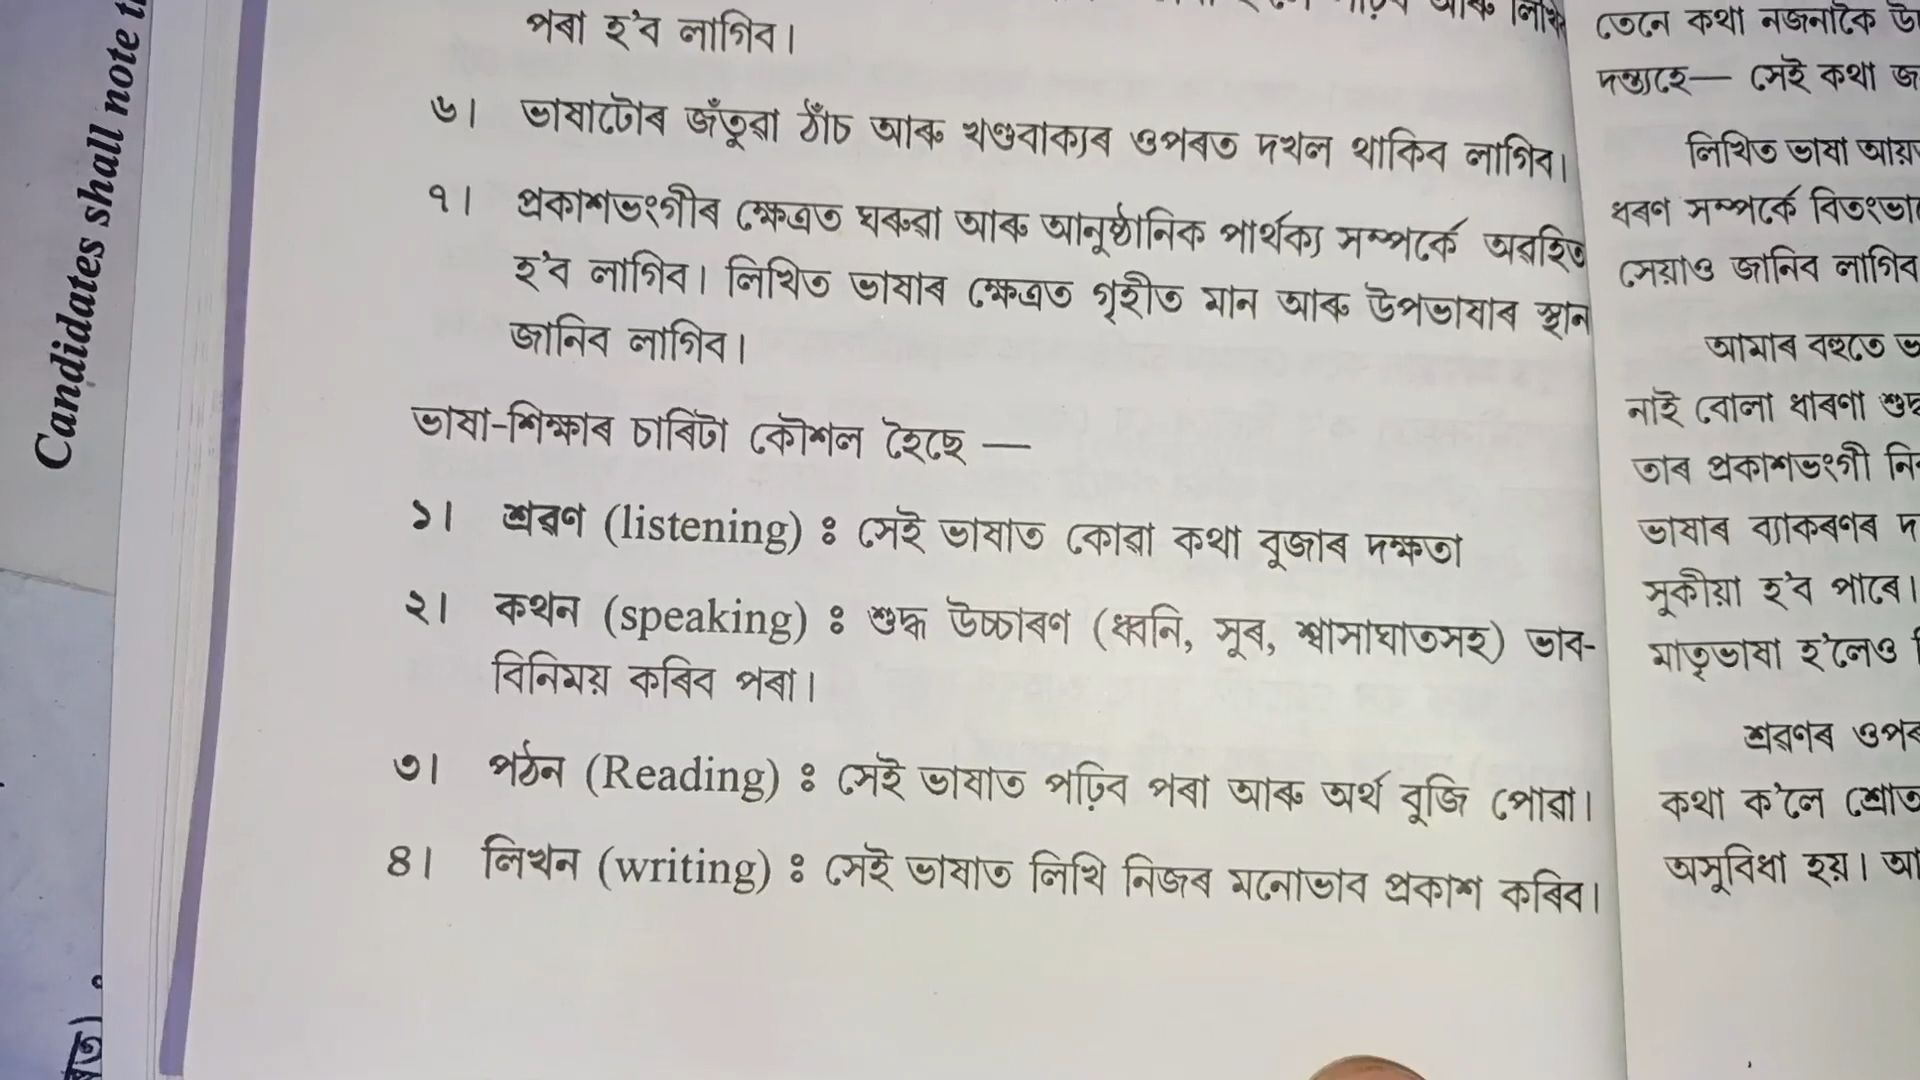 পৰা হ'ব লাগিব।
৬। ভাষাটোৰ জঁতুৱা ঠাঁচ আৰু খণ্ডবাক্যৰ ওপৰত দখল থাকিব লাগিব।
৭। প্ৰকাশভংগীৰ ক্ষেত্ৰত ঘৰুৱা আৰু আনুষ্ঠানিক পাৰ্থক্য সম্পৰ্কে অৱহিত
হ'ব লাগিব। লিখিত ভাষাৰ ক্ষেত্ৰত গৃহীত মান আৰু উপভাষাৰ স্থান
জানিব লাগিব।
ভাষা-শিক্ষাৰ চাৰিটা কৌশল হৈছে —
১। শ্ৰৱণ (listening) ঃ সেই ভাষাত কোৱা কথা বুজাৰ দক্ষতা
২। কথন (speaking) ঃ শুদ্ধ উচ্চাৰণ (ধ্বনি, সুৰ, শ্বাসাঘাতসহ) ভাব-
বিনিময় কৰিব পৰা।
৩। পঠন (Reading) ঃ সেই ভাষাত পঢ়িব পৰা আৰু অৰ্থ বুজি পোৱা।
৪। লিখন (writing) ঃ সেই ভাষাত লিখি নিজৰ মনোভাব প্ৰকাশ কৰিব।
তেনে কথা নজনাকৈ
দন্ত্যহে— সেই কথা
লিখিত ভাষা
ধৰণ সম্পৰ্কে
সেয়াও জানিব লাগিব
আমাৰ বহুতে
নাই বোলা ধাৰণা
তাৰ প্ৰকাশভংগী
ভাষাৰ ব্যাকৰণৰ
সুকীয়া হ'ব পাৰে।
মাতৃভাষা হ'লেও
শ্ৰৱণৰ
কথা ক'লে
অসুবিধা হয়।
Candidates shall note